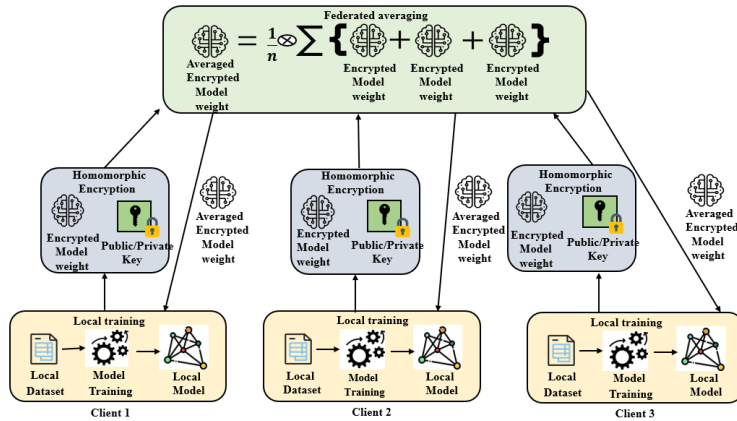 Federated averaging
= 1/n ⊗ ∑ { + + }
Averaged
Encrypted
Model
weight
Encrypted
Model
weight
Encrypted
Model
weight
Encrypted
Model
weight
Homomorphic
Encryption
Encrypted
Model
weight
Public/Private
Key
Averaged
Encrypted
Model
weight
Homomorphic
Encryption
Encrypted
Model weight
Public/Private
Key
Averaged
Encrypted
Model
weight
Homomorphic
Encryption
Encrypted
Model
weight
Public/Private
Key
Averaged
Encrypted
Model
weight
Local training
Local
Dataset
Model
Training
Local
Model
Client 1
Local training
Local
Dataset
Model
Training
Local Model
Client 2
Local training
Local
Dataset
Model
Training
Local
Model
Client 3